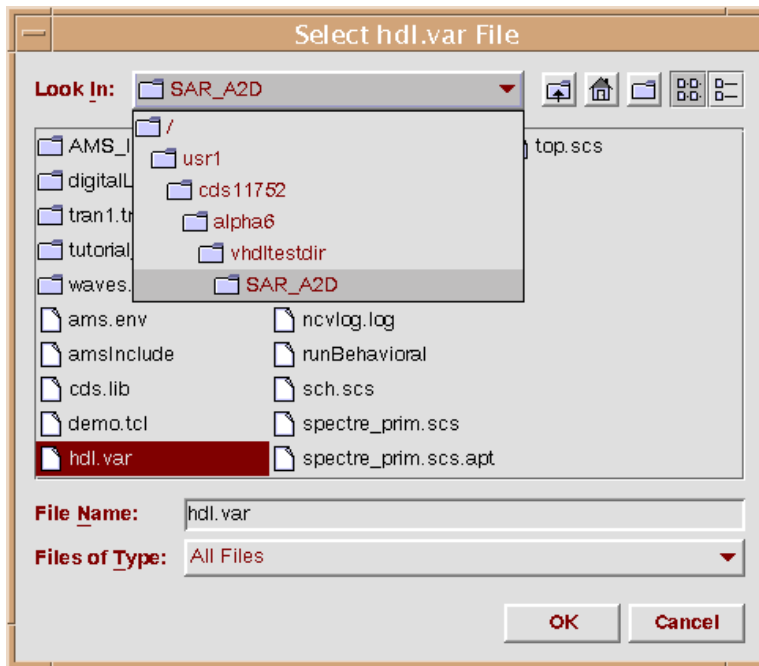 Select hdl.var File
Look In: SAR_A2D
/
usr1
cds11752
alpha6
vhdltestdir
SAR_A2D
AMS_
top.scs
tran1.tr
waves.
ams.env
ncvlog.log
amsInclude
runBehavioral
cds.lib
sch.scs
demo.tcl
spectre_prim.scs
hdl.var
spectre_prim.scs.apt
File Name: hdl.var
Files of Type: All Files
OK Cancel